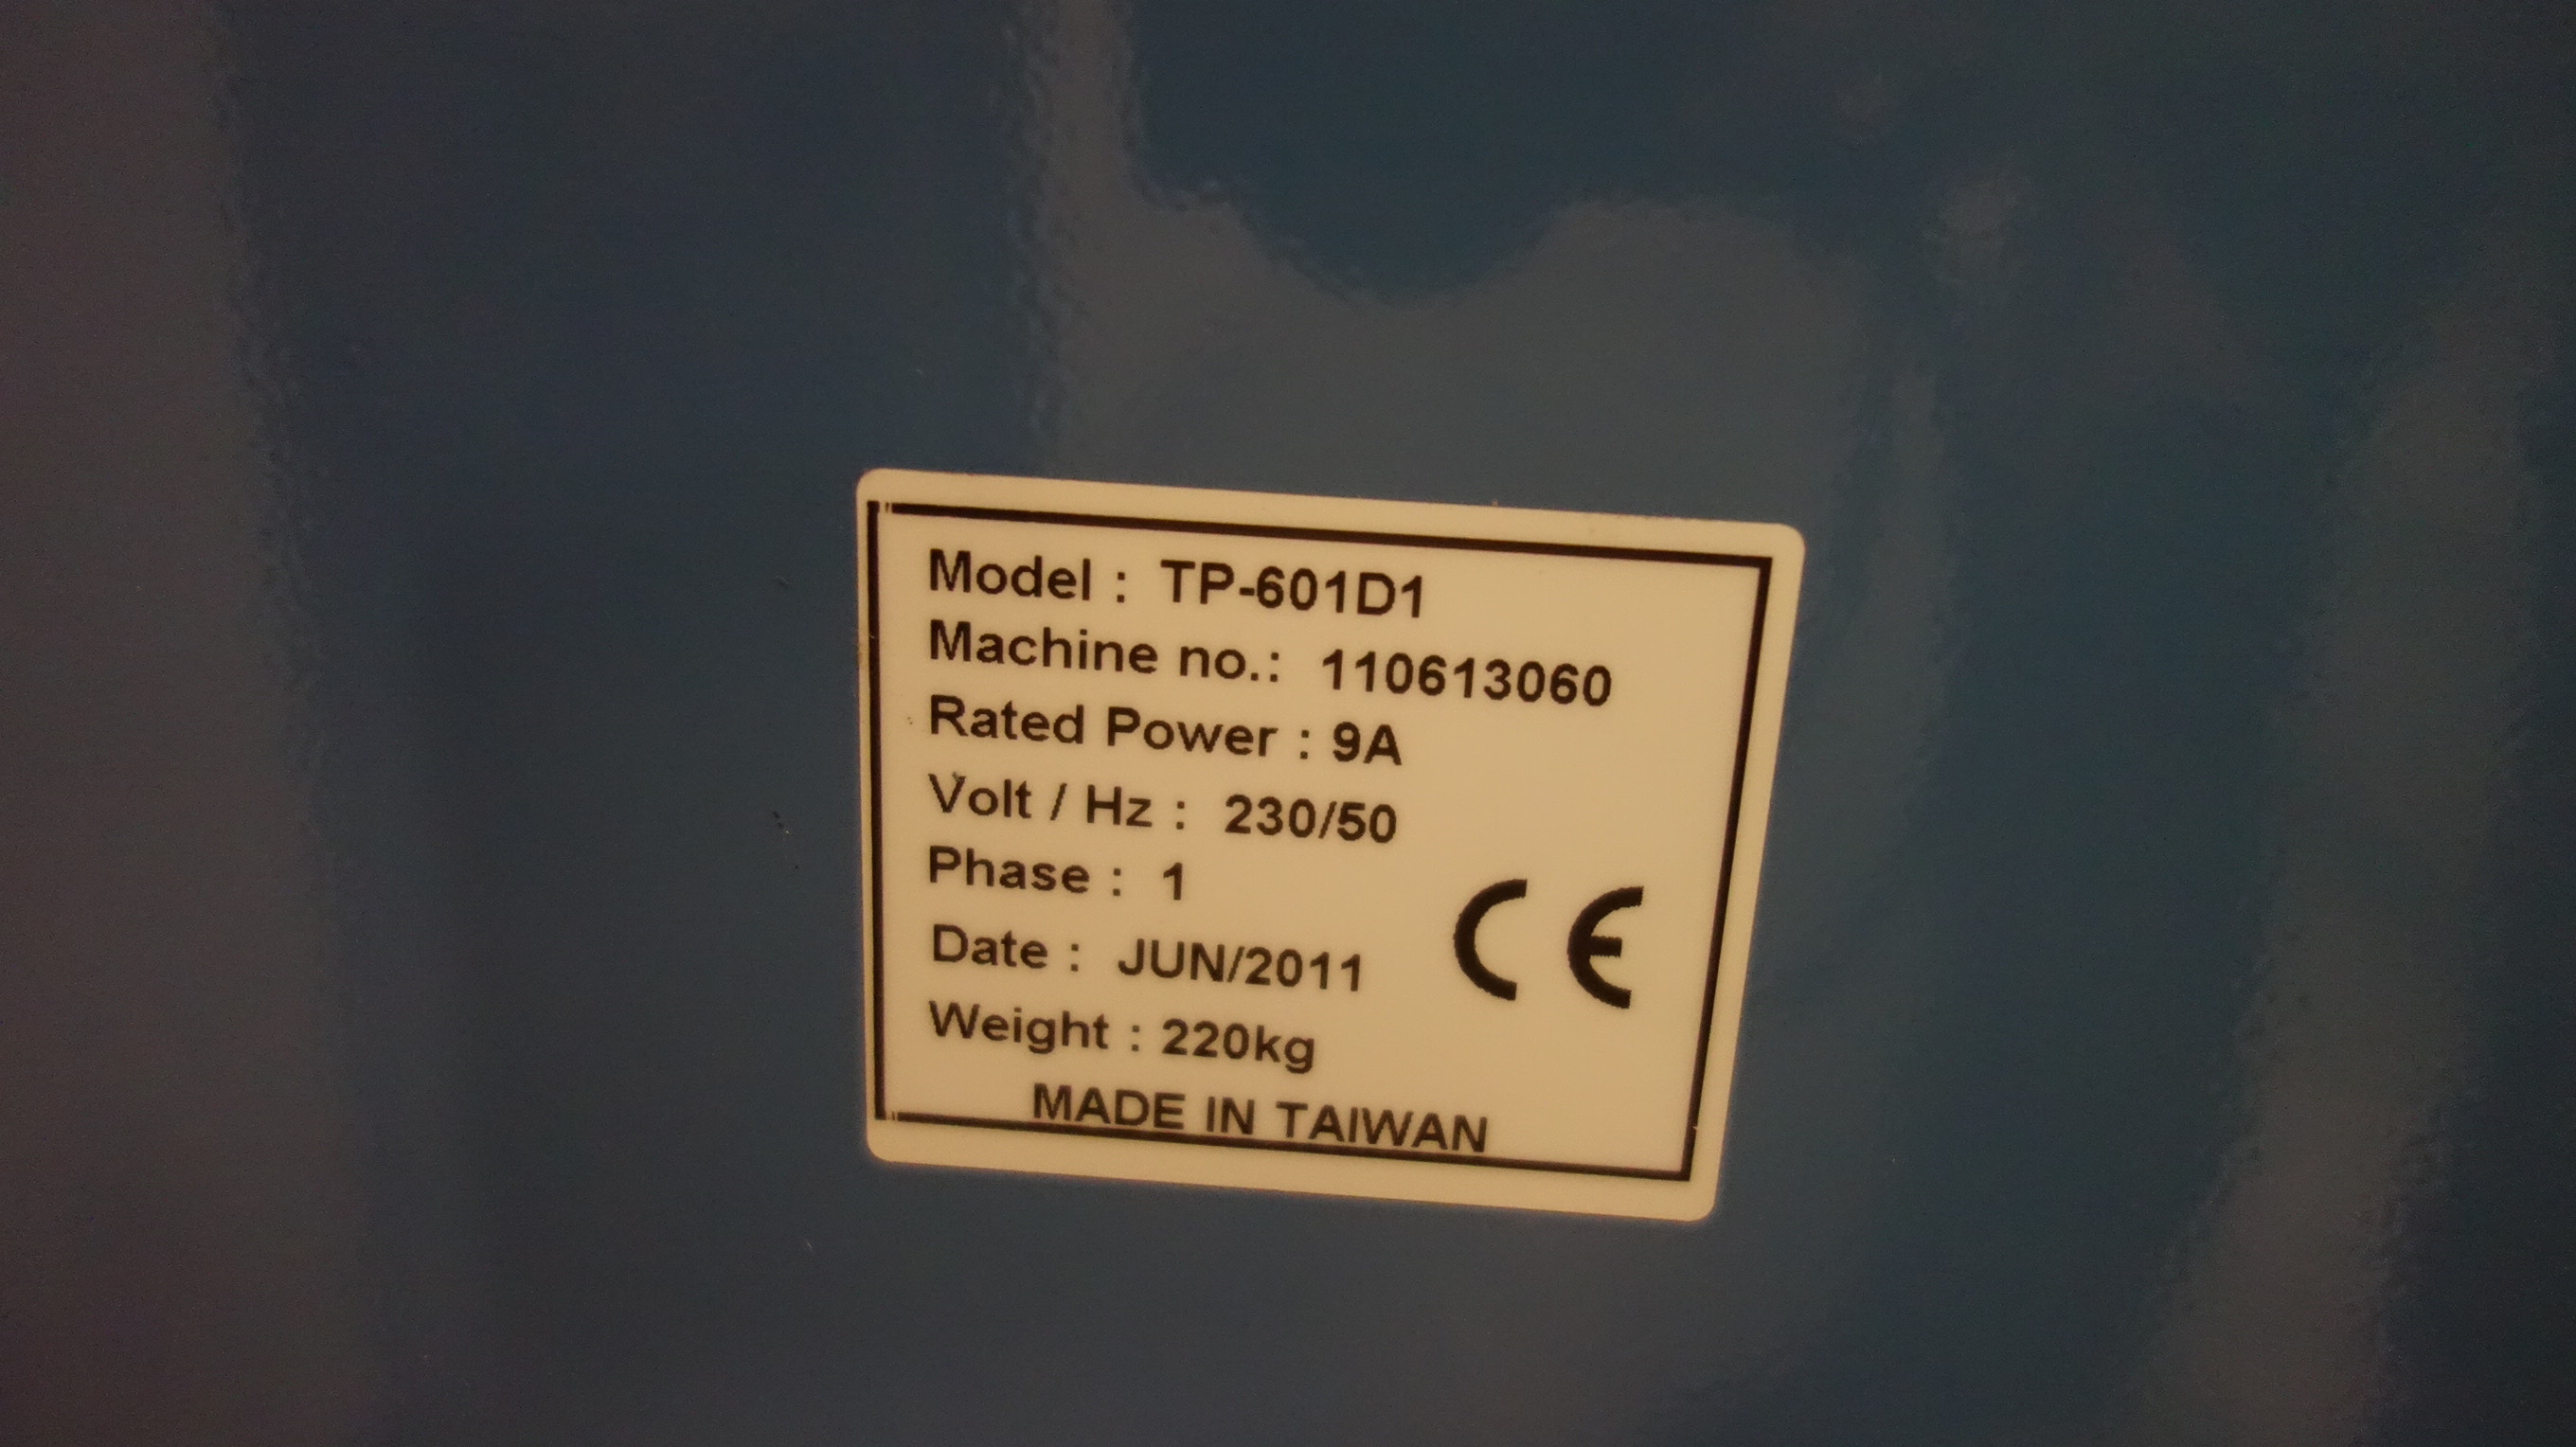 Model : TP-601D1
Machine no.: 110613060
Rated Power : 9A
Volt / Hz : 230/50
Phase : 1
Date : JUN/2011
CE
Weight : 220kg
MADE IN TAIWAN